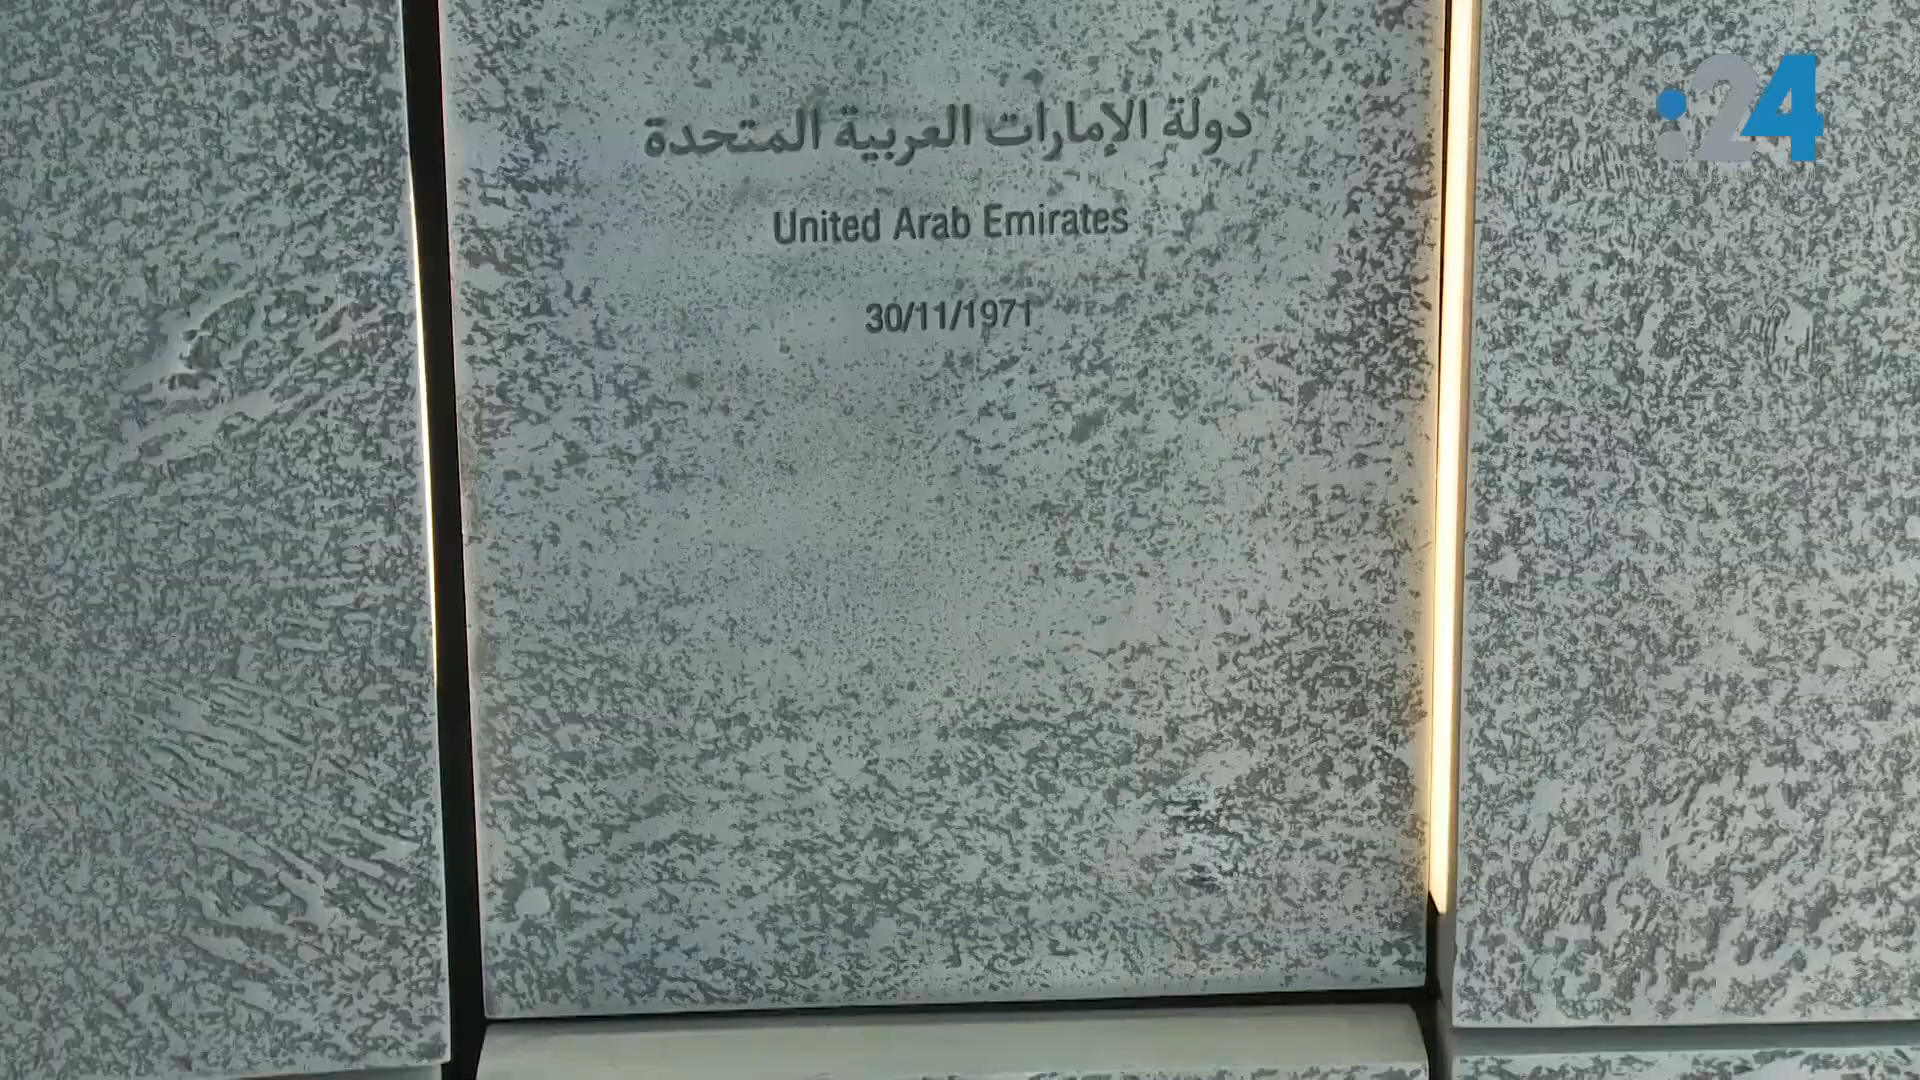 دولة الإمارات العربية المتحدة
United Arab Emirates
30/11/1971
24